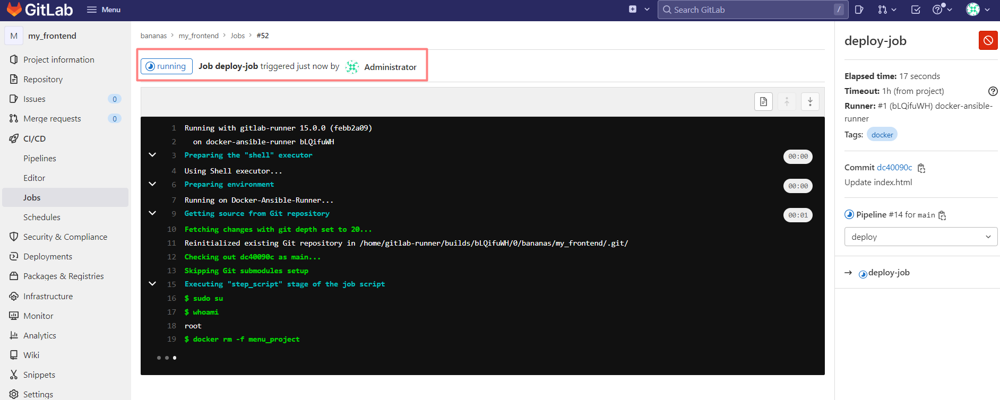 GitLab
Menu
Search GitLab
/
M my_frontend
Project information
Repository
Issues 0
Merge requests 0
CI/CD
Pipelines
Editor
Jobs
Schedules
Security & Compliance
Deployments
Packages & Registries
Infrastructure
Monitor
Analytics
Wiki
Snippets
Settings
bananas > my_frontend > Jobs > #52
running Job deploy-job triggered just now by Administrator
1 Running with gitlab-runner 15.0.0 (febb2a09)
2 on docker-ansible-runner bLQifuWH
3 Preparing the "shell" executor 00:00
4 Using Shell executor...
6 Preparing environment 00:00
7 Running on Docker-Ansible-Runner...
9 Getting source from Git repository 00:01
10 Fetching changes with git depth set to 20...
11 Reinitialized existing Git repository in /home/gitlab-runner/builds/bLQifuWH/0/bananas/my_frontend/.git/
12 Checking out dc40090c as main...
13 Skipping Git submodules setup
15 Executing "step_script" stage of the job script
16 $ sudo su
17 $ whoami
18 root
19 $ docker rm -f menu_project
deploy-job
Elapsed time: 17 seconds
Timeout: 1h (from project)
Runner: #1 (bLQifuWH) docker-ansible-
runner
Tags: docker
Commit dc40090c
Update index.html
Pipeline #14 for main
deploy
deploy-job